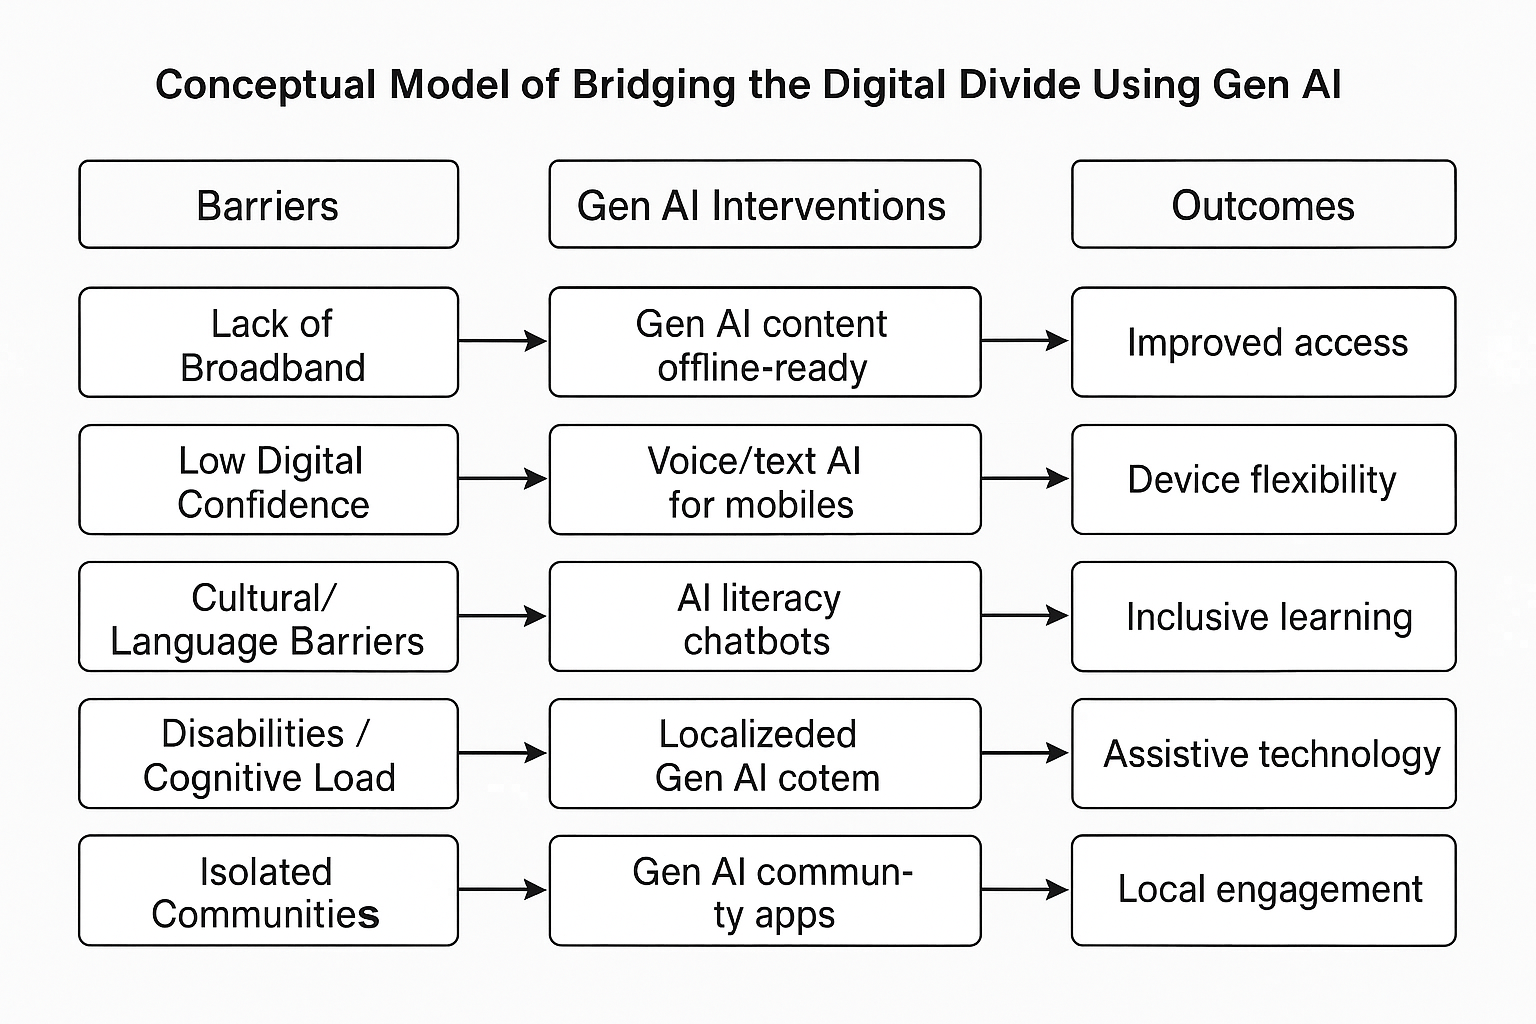 Conceptual Model of Bridging the Digital Divide Using Gen AI
Barriers
Gen AI Interventions
Outcomes
Lack of
Broadband
Gen AI content
offline-ready
Improved access
Low Digital
Confidence
Voice/text AI
for mobiles
Device flexibility
Cultural/
Language Barriers
AI literacy
chatbots
Inclusive learning
Disabilities /
Cognitive Load
Localizeded
Gen AI cotem
Assistive technology
Isolated
Communities
Gen AI commun-
ty apps
Local engagement